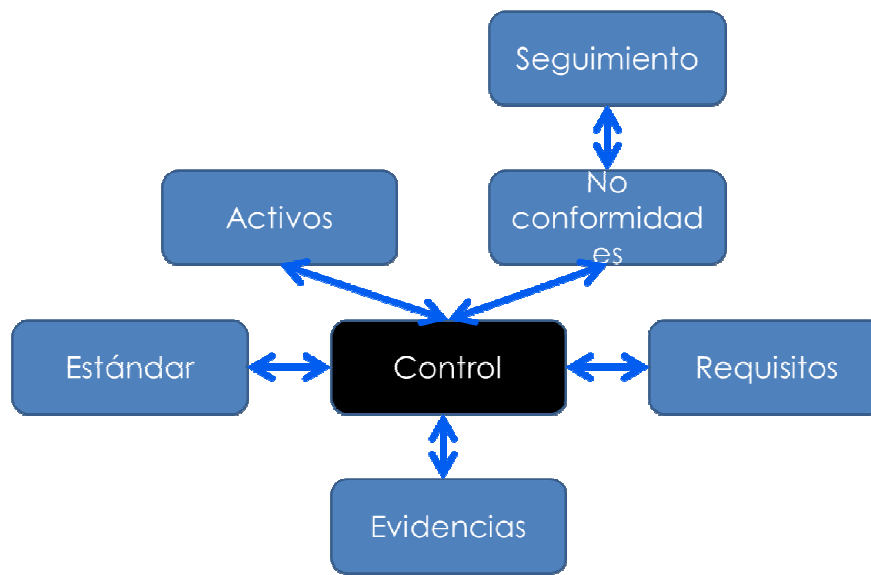 Seguimiento
Activos
No
conformidad
es
Estándar
Control
Requisitos
Evidencias